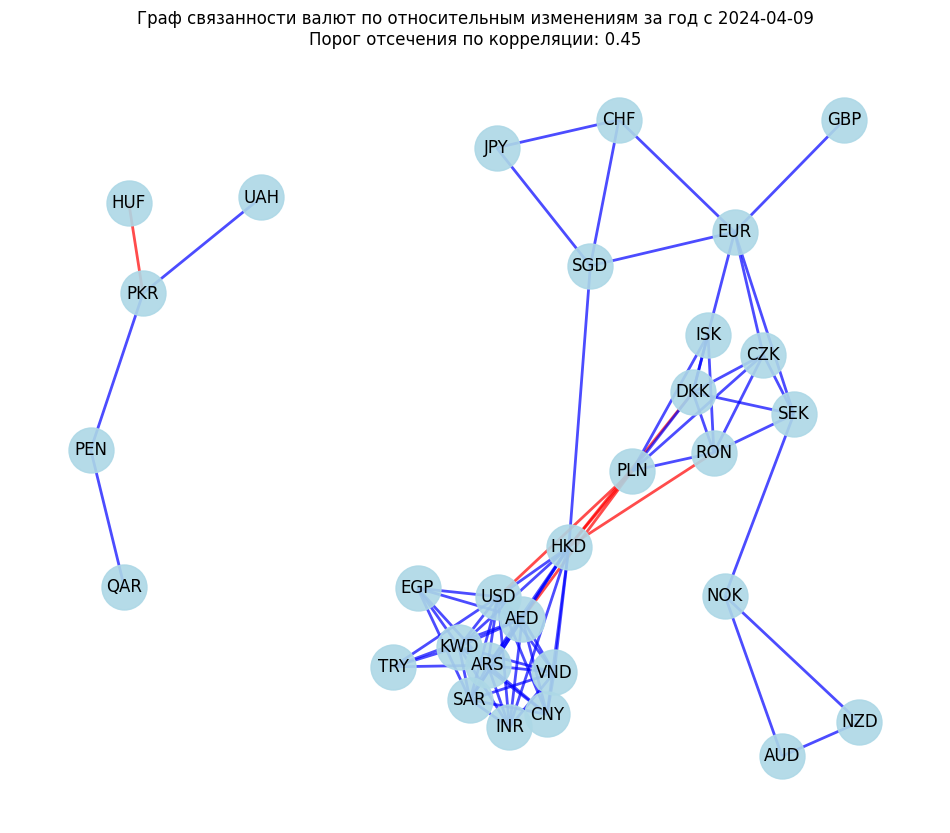 Граф связанности валют по относительным изменениям за год с 2024-04-09
Порог отсечения по корреляции: 0.45
CHF
GBP
JPY
UAH
HUF
EUR
SGD
PKR
ISK
CZK
DKK
SEK
PEN
RON
PLN
HKD
QAR
EGP
USD
NOK
AED
KWD
ARS
TRY
VND
SAR
CNY
NZD
INR
AUD